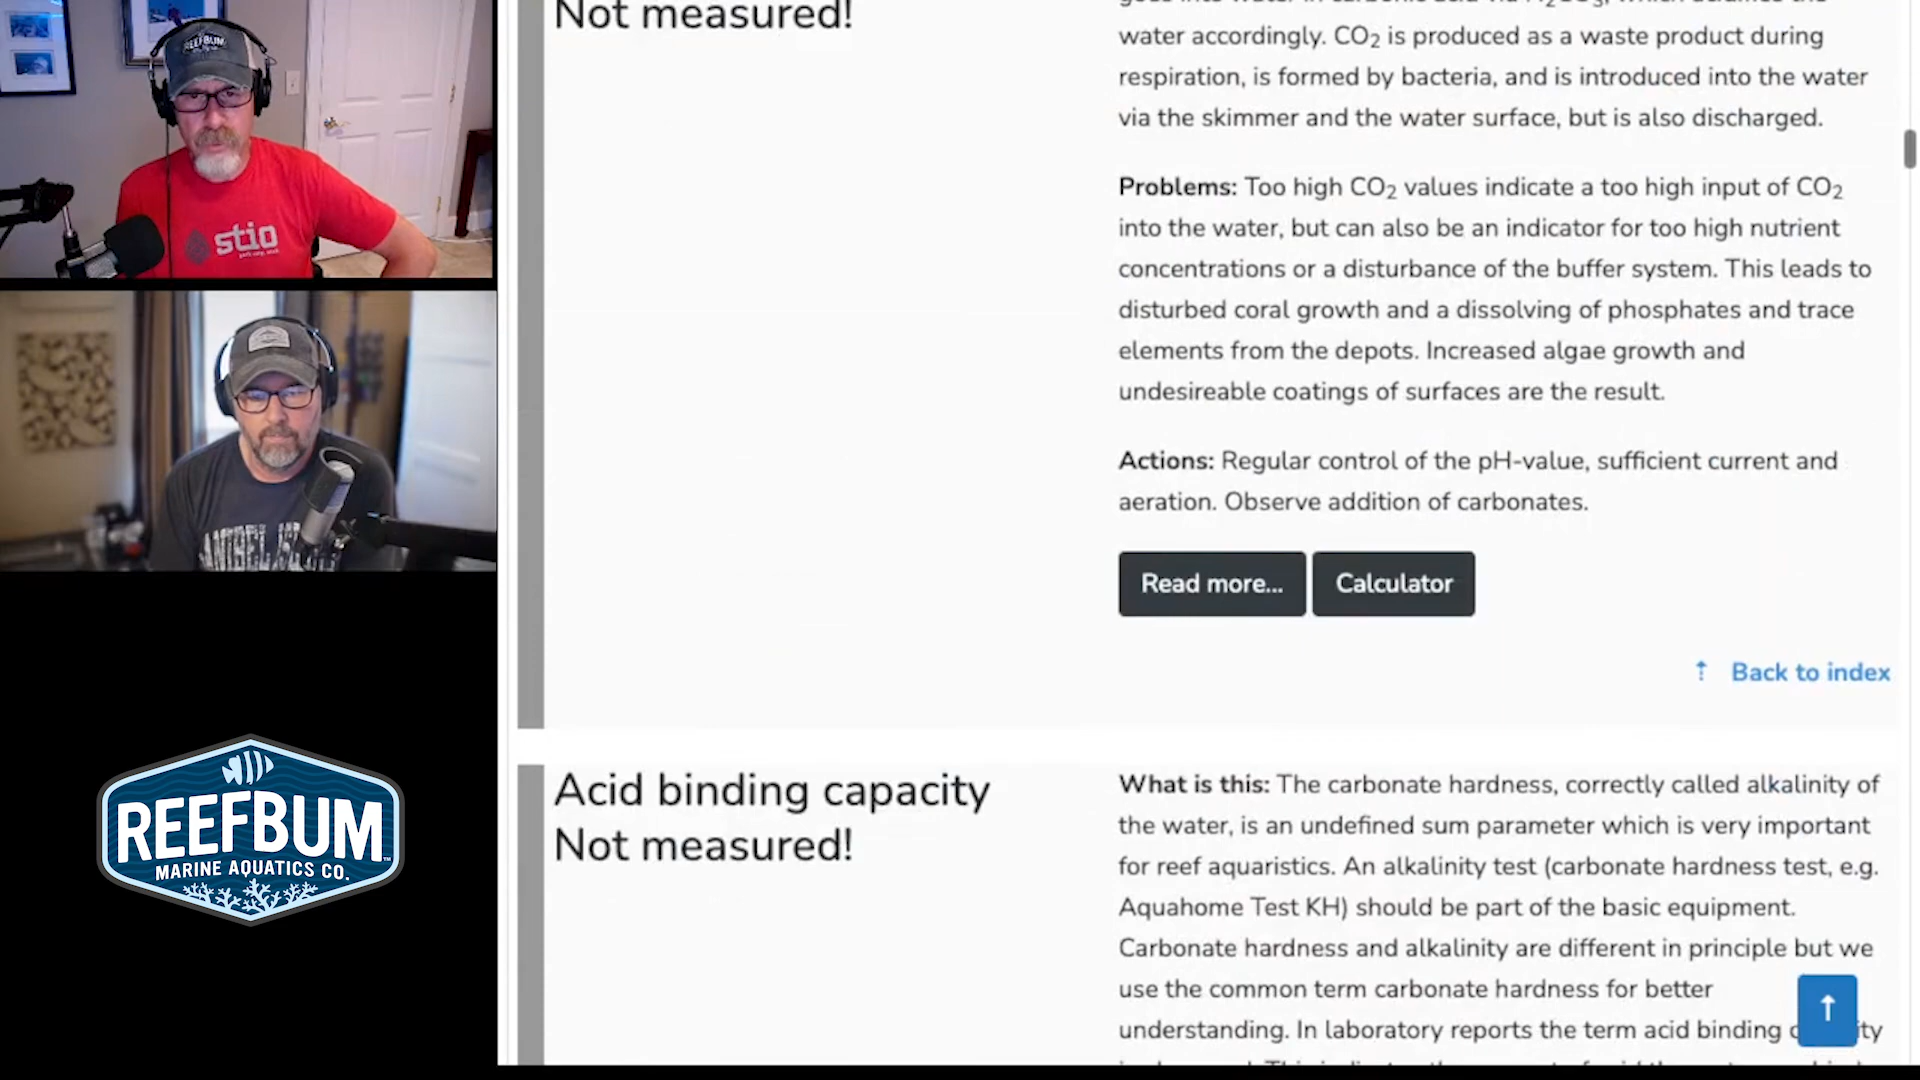 REEFBUM
stio
REEFBUM
MARINE AQUATICS CO.
Not measured!
water accordingly. CO₂ is produced as a waste product during
respiration, is formed by bacteria, and is introduced into the water
via the skimmer and the water surface, but is also discharged.
Problems: Too high CO₂ values indicate a too high input of CO₂
into the water, but can also be an indicator for too high nutrient
concentrations or a disturbance of the buffer system. This leads to
disturbed coral growth and a dissolving of phosphates and trace
elements from the depots. Increased algae growth and
undesireable coatings of surfaces are the result.
Actions: Regular control of the pH-value, sufficient current and
aeration. Observe addition of carbonates.
Read more...
Calculator
↑ Back to index
Acid binding capacity
Not measured!
What is this: The carbonate hardness, correctly called alkalinity of
the water, is an undefined sum parameter which is very important
for reef aquaristics. An alkalinity test (carbonate hardness test, e.g.
Aquahome Test KH) should be part of the basic equipment.
Carbonate hardness and alkalinity are different in principle but we
use the common term carbonate hardness for better
understanding. In laboratory reports the term acid binding